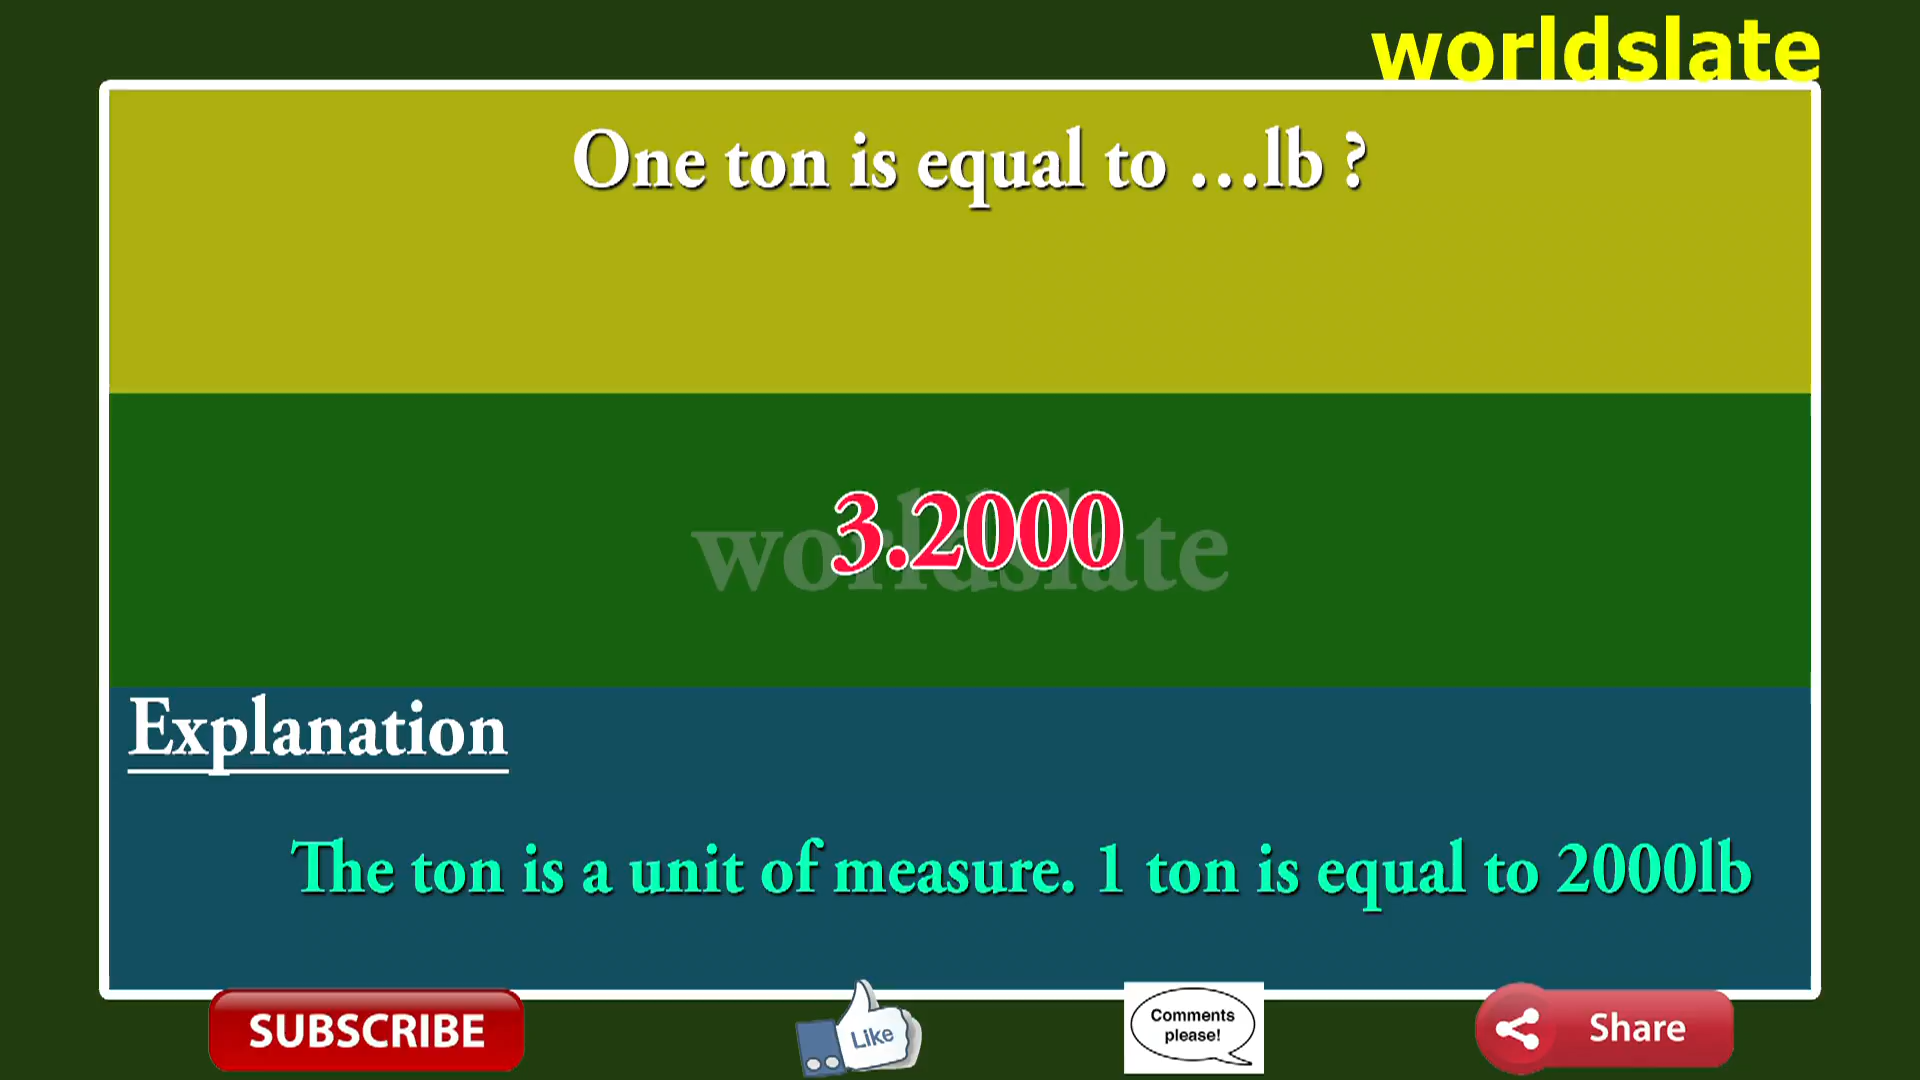 worldslate
One ton is equal to ...lb ?
3.2000
worldslate
Explanation
The ton is a unit of measure. 1 ton is equal to 2000lb
SUBSCRIBE
Like
Comments
please!
Share